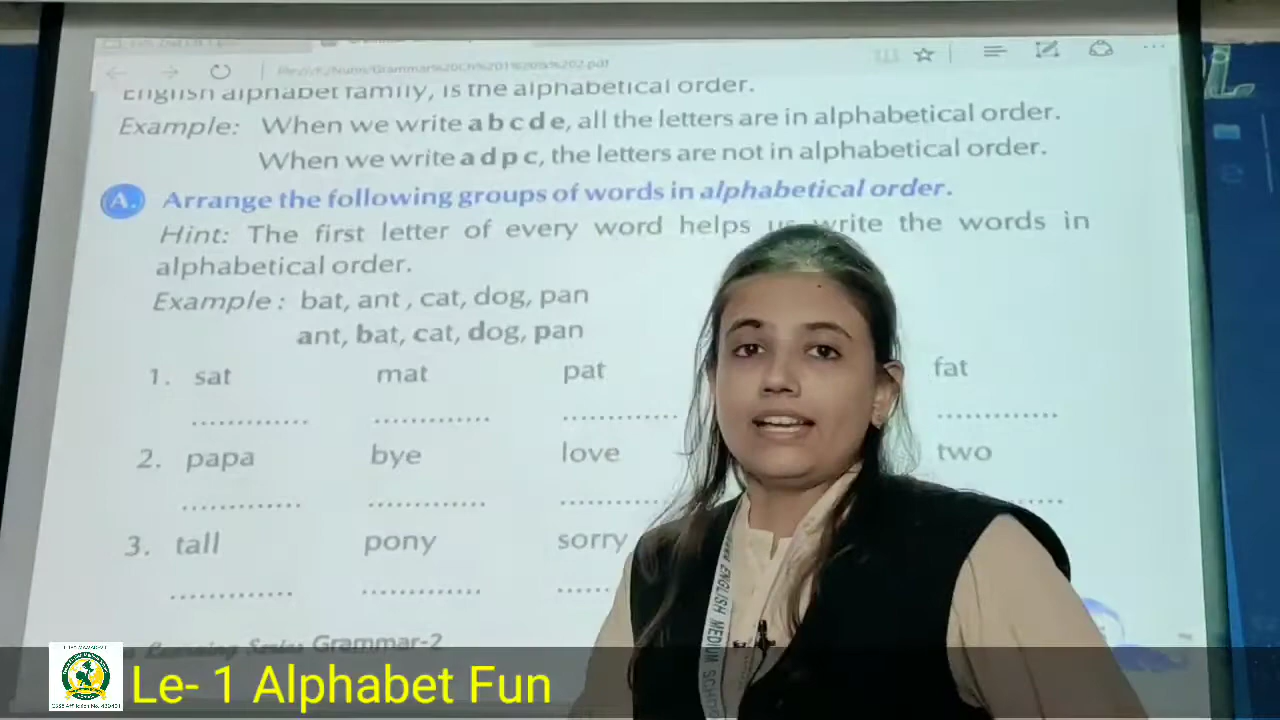 English alphabet family, is the alphabetical order.
Example: When we write a b c d e, all the letters are in alphabetical order.
When we write a d p c, the letters are not in alphabetical order.
A. Arrange the following groups of words in alphabetical order.
Hint: The first letter of every word helps us write the words in
alphabetical order.
Example : bat, ant , cat, dog, pan
ant, bat, cat, dog, pan
1. sat mat pat fat
2. papa bye love two
3. tall pony sorry
Learning Series Grammar-2
ENGLISH MEDIUM
Le- 1 Alphabet Fun